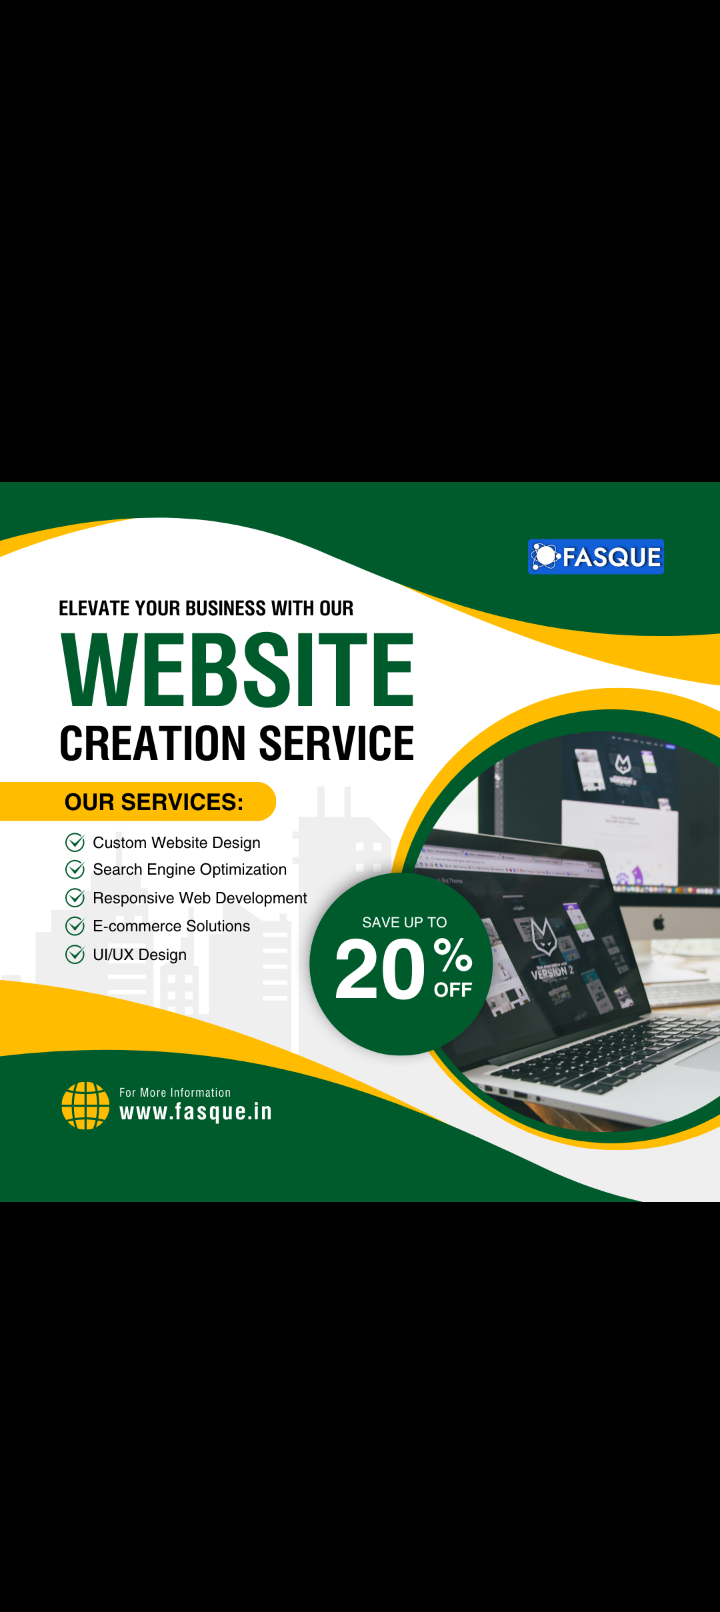 FASQUE
ELEVATE YOUR BUSINESS WITH OUR
WEBSITE
CREATION SERVICE
OUR SERVICES:
Custom Website Design
Search Engine Optimization
Responsive Web Development
E-commerce Solutions
UI/UX Design
SAVE UP TO
20%
OFF
VERSION 2
For More Information
www.fasque.in